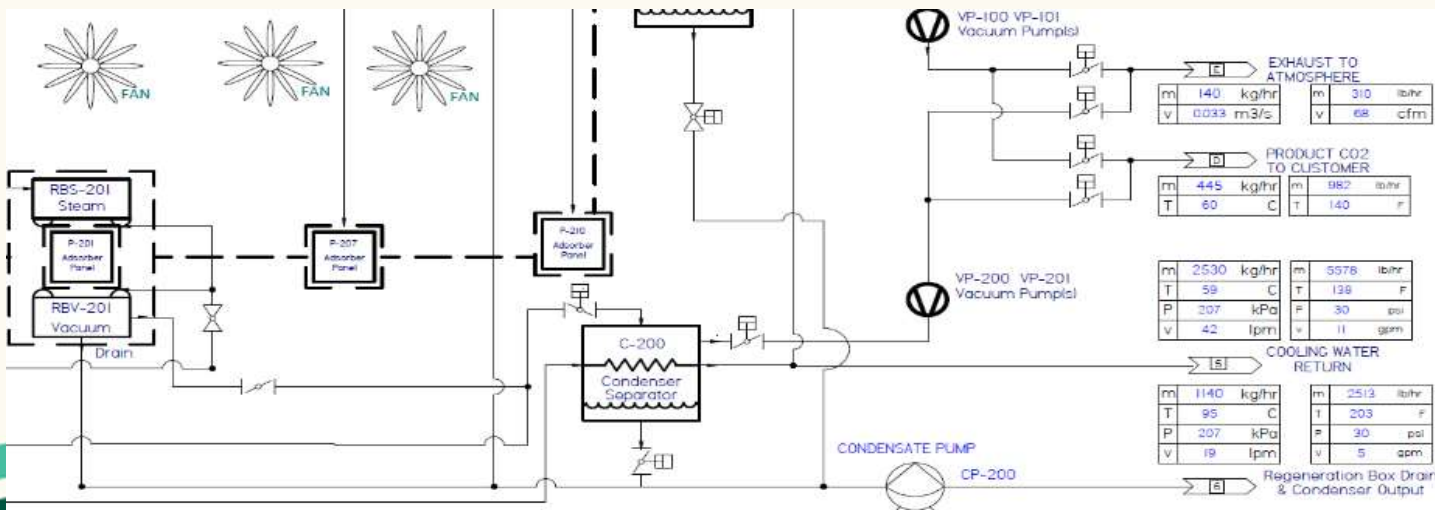 VP-100 VP-101
Vacuum Pump(s)
FAN
FAN
FAN
E
EXHAUST TO
ATMOSPHERE
m 140 kg/hr m 310 lb/hr
v 0.033 m3/s v 68 cfm
D
PRODUCT CO2
TO CUSTOMER
m 445 kg/hr m 982 lb/hr
T 60 C T 140 F
RBS-201
Steam
P-201
Adsorber
Panel
RBV-201
Vacuum
Drain
P-207
Adsorber
Panel
P-210
Adsorber
Panel
VP-200 VP-201
Vacuum Pump(s)
m 2530 kg/hr m 5578 lb/hr
T 59 C T 138 F
P 207 kPa P 30 psi
v 42 lpm v 11 gpm
C-200
Condenser
Separator
5
COOLING WATER
RETURN
m 1140 kg/hr m 2513 lb/hr
T 95 C T 203 F
P 207 kPa P 30 psi
v 19 lpm v 5 gpm
CONDENSATE PUMP
CP-200
6
Regeneration Box Drain
& Condenser Output